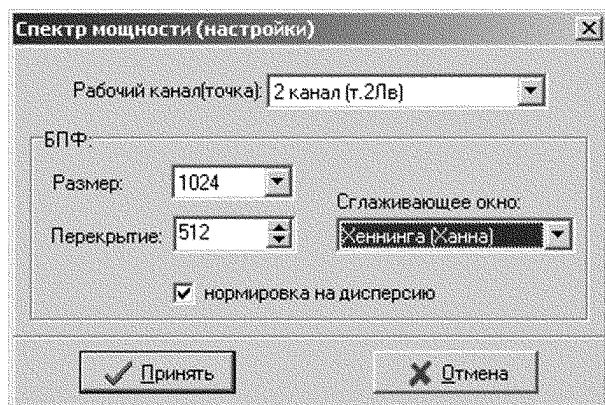 Спектр мощности (настройки)
Рабочий канал(точка): 2 канал (т.2Лв)
БПФ:
Размер: 1024
Сглаживающее окно:
Перекрытие: 512
Хеннинга (Ханна)
нормировка на дисперсию
Принять
Отмена